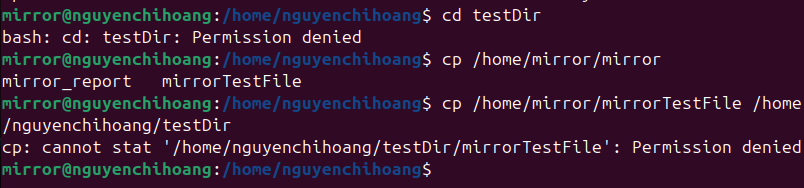 mirror@nguyenchihoang:/home/nguyenchihoang$ cd testDir
bash: cd: testDir: Permission denied
mirror@nguyenchihoang:/home/nguyenchihoang$ cp /home/mirror/mirror
mirror_report   mirrorTestFile
mirror@nguyenchihoang:/home/nguyenchihoang$ cp /home/mirror/mirrorTestFile /home
/nguyenchihoang/testDir
cp: cannot stat '/home/nguyenchihoang/testDir/mirrorTestFile': Permission denied
mirror@nguyenchihoang:/home/nguyenchihoang$